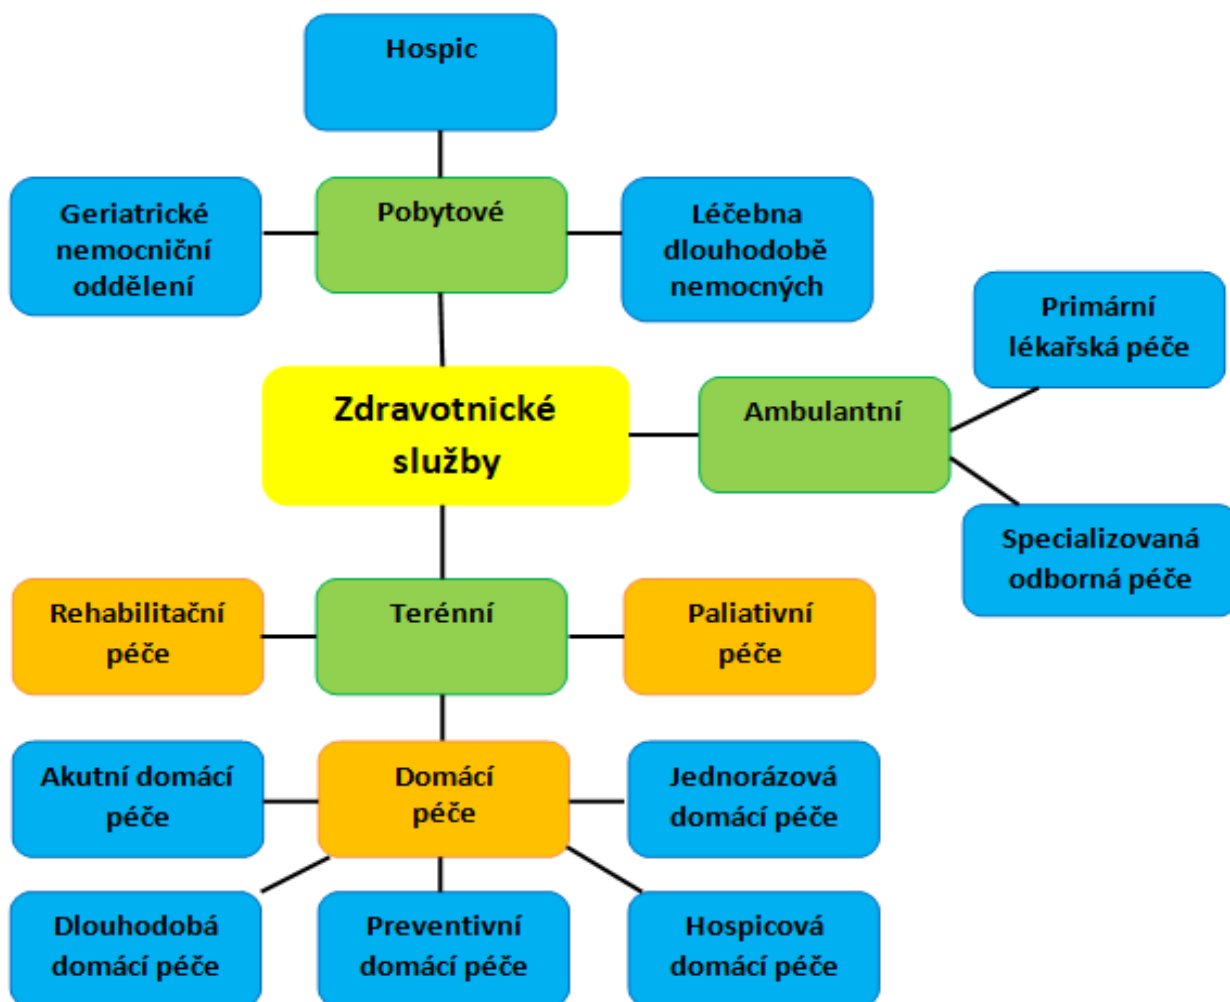 Hospic
Geriatrické
nemocniční
oddělení
Pobytové
Léčebna
dlouhodobě
nemocných
Primární
lékařská péče
Zdravotnické
služby
Ambulantní
Specializovaná
odborná péče
Rehabilitační
péče
Terénní
Paliativní
péče
Akutní domácí
péče
Domácí
péče
Jednorázová
domácí péče
Dlouhodobá
domácí péče
Preventivní
domácí péče
Hospicová
domácí péče